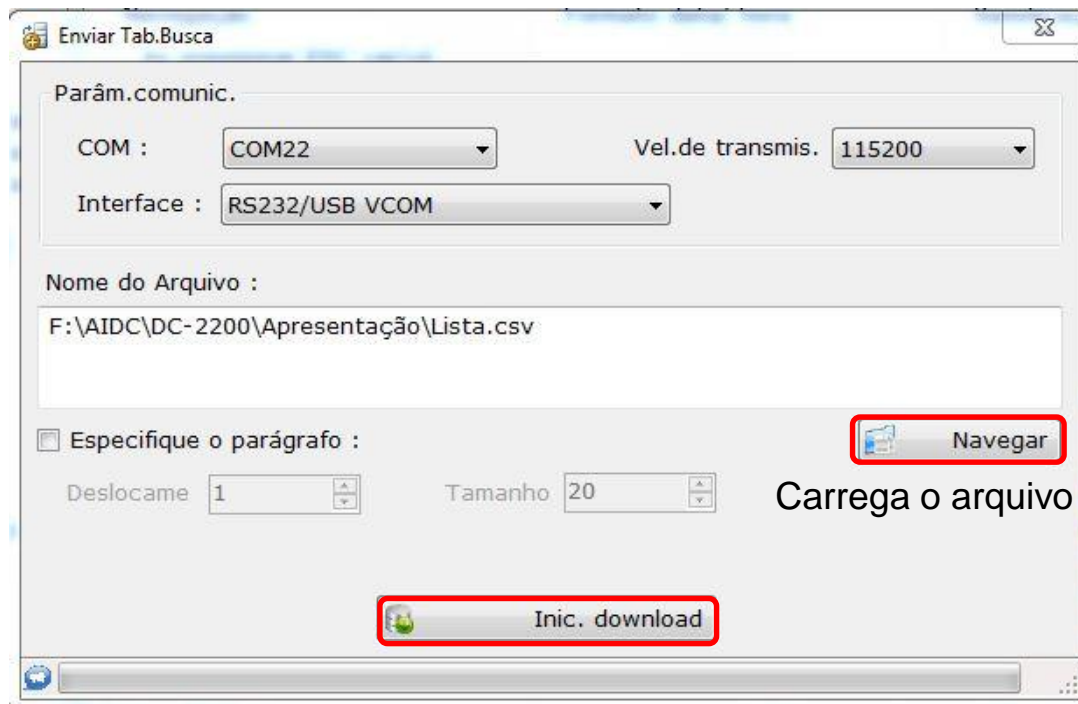 Enviar Tab.Busca
Parâm.comunic.
COM : COM22 Vel.de transmis. 115200
Interface : RS232/USB VCOM
Nome do Arquivo :
F:\AIDC\DC-2200\Apresentação\Lista.csv
Especifique o parágrafo : Navegar
Deslocame 1 Tamanho 20 Carrega o arquivo
Inic. download